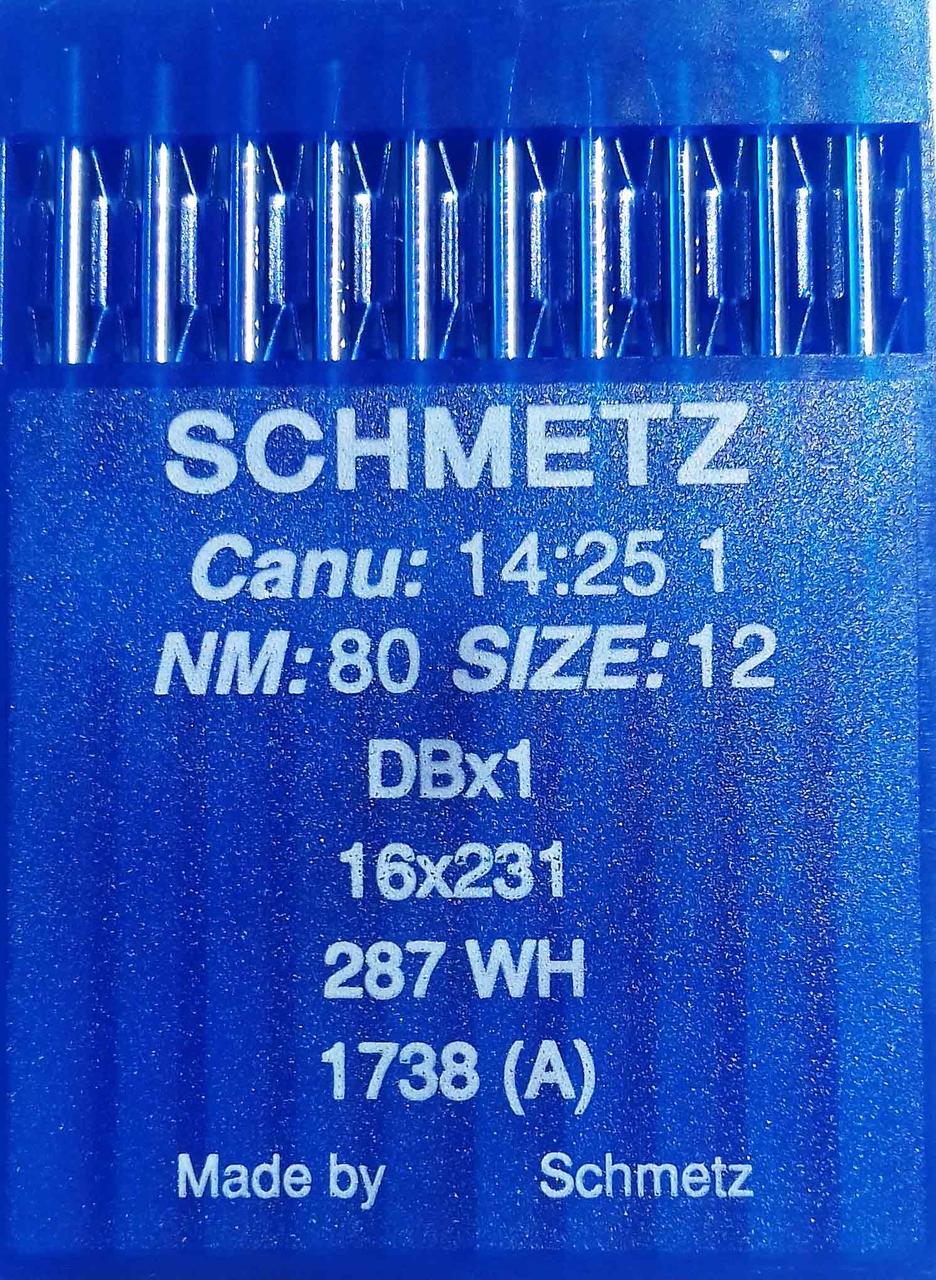 SCHMETZ
Canu: 14:25 1
NM: 80 SIZE: 12
DBx1
16x231
287 WH
1738 (A)
Made by Schmetz